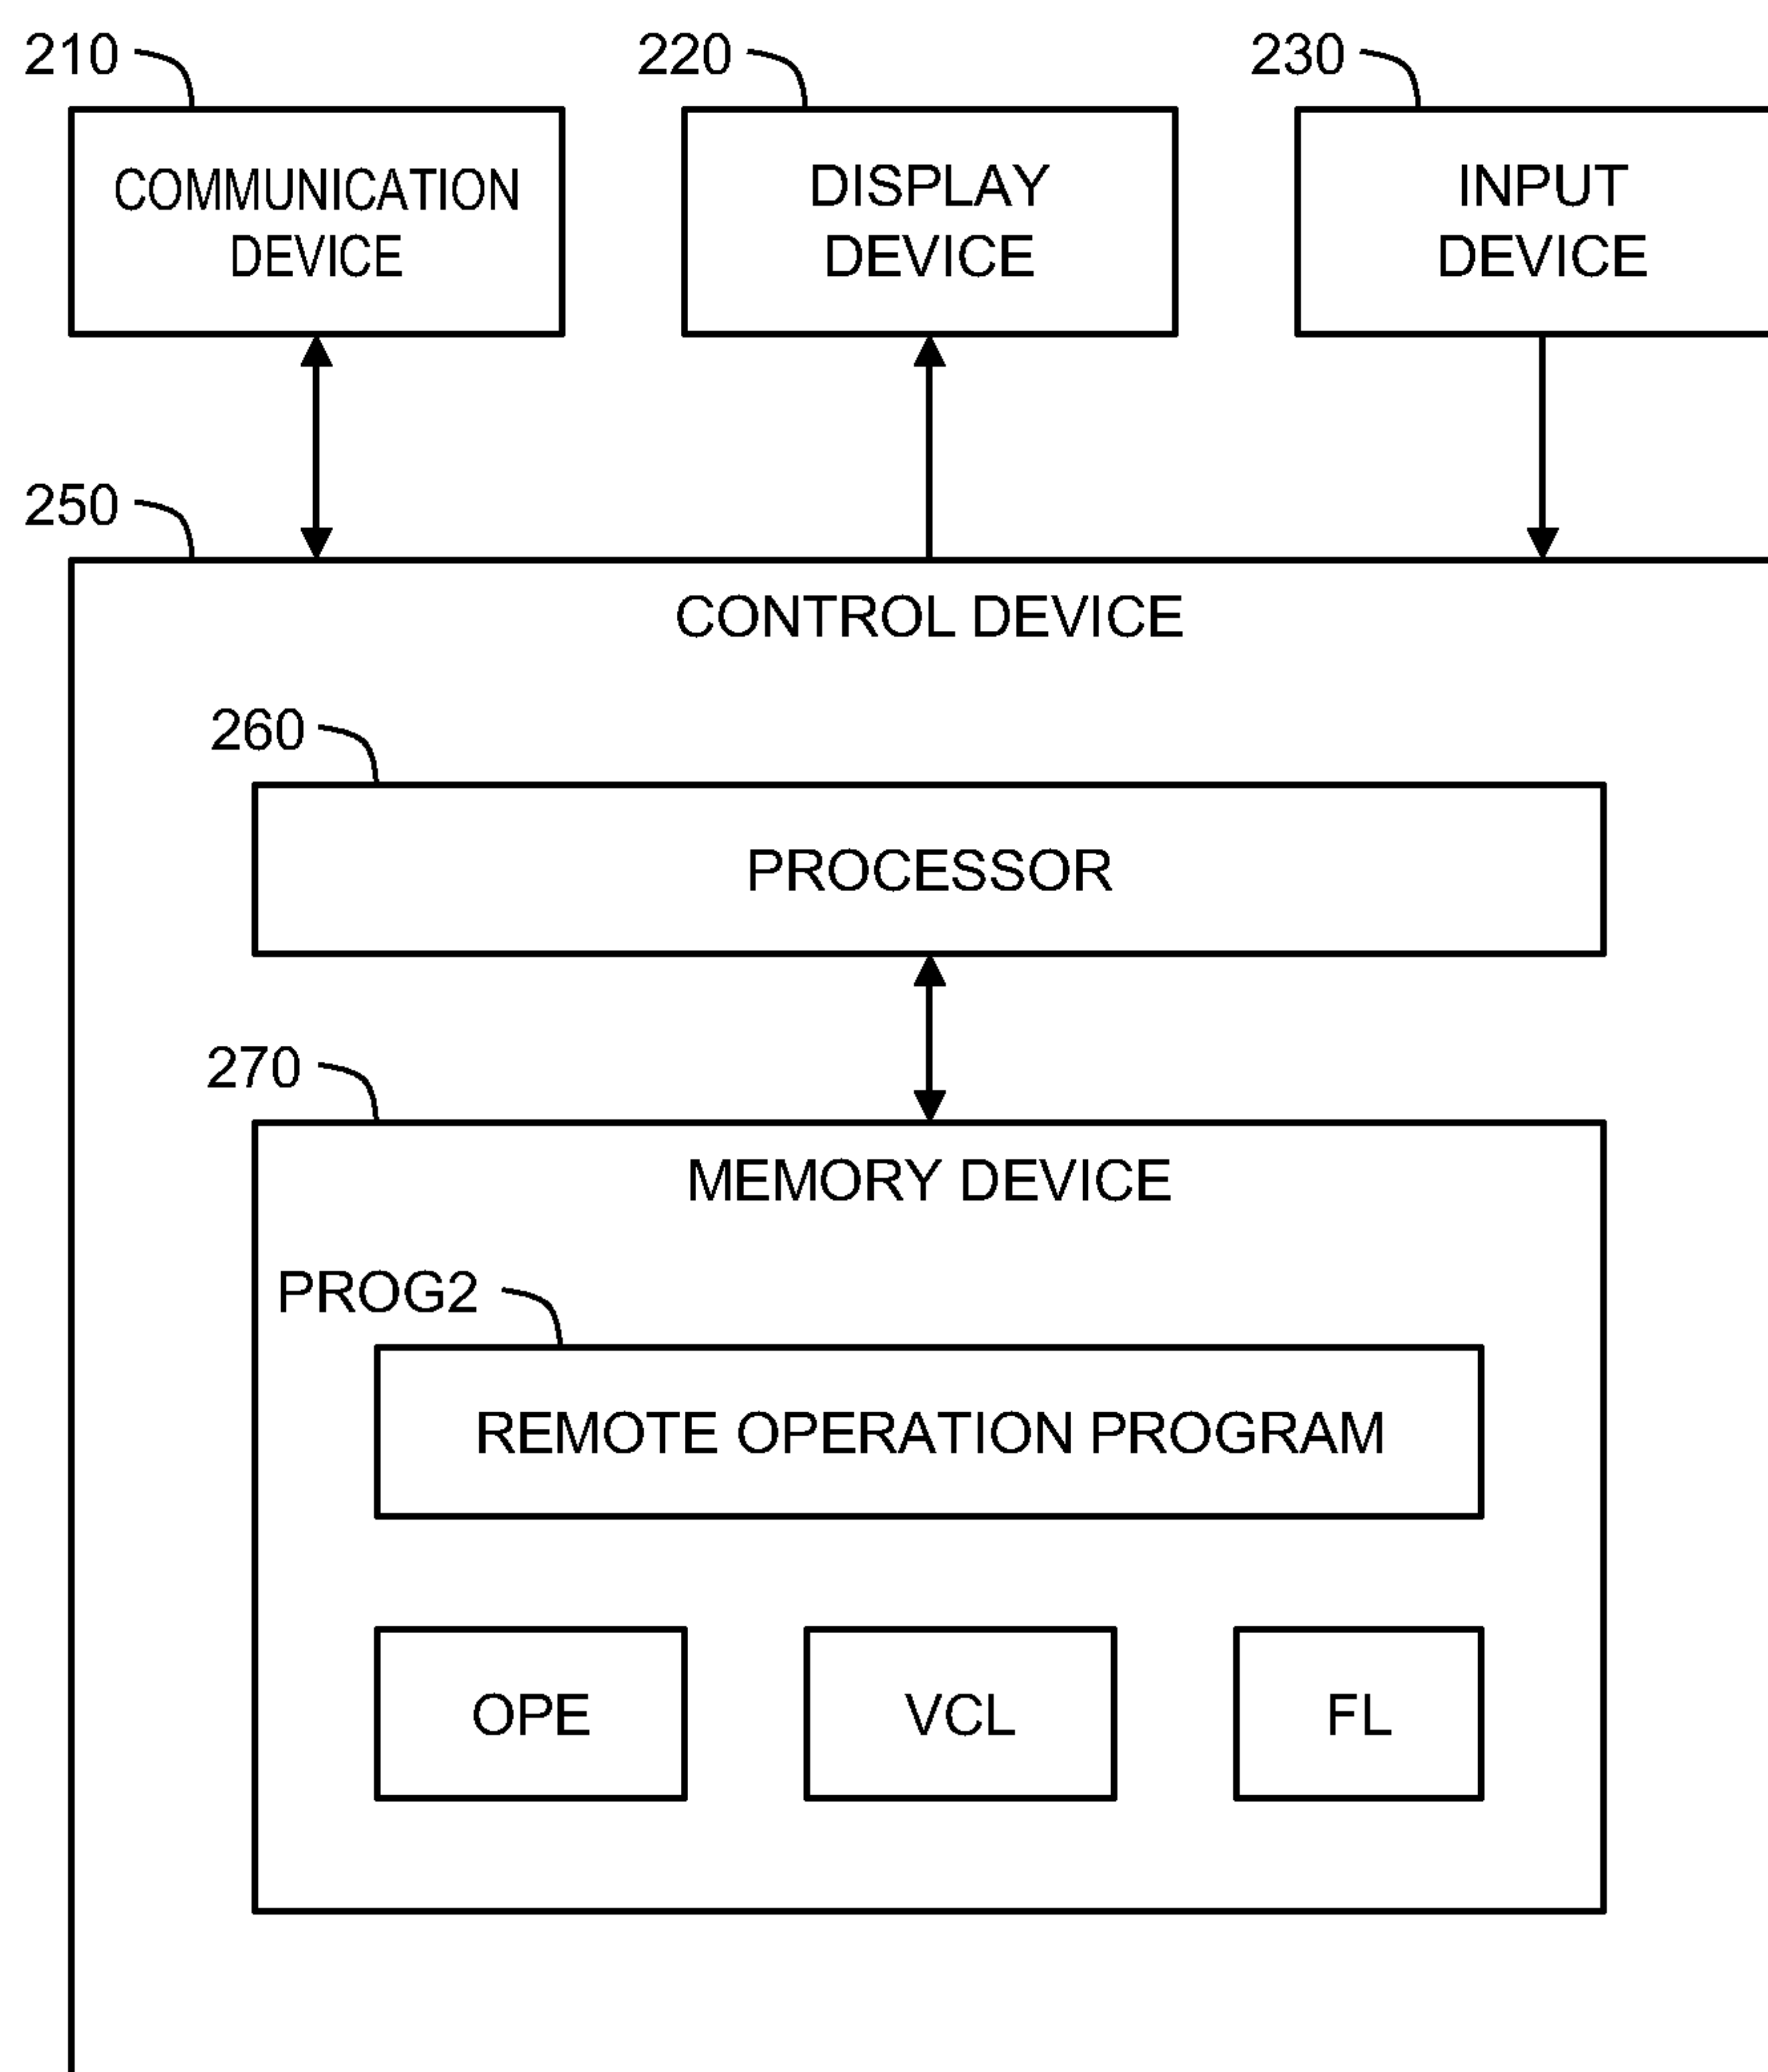 210
220
230
COMMUNICATION
DEVICE
DISPLAY
DEVICE
INPUT
DEVICE
250
CONTROL DEVICE
260
PROCESSOR
270
MEMORY DEVICE
PROG2
REMOTE OPERATION PROGRAM
OPE
VCL
FL